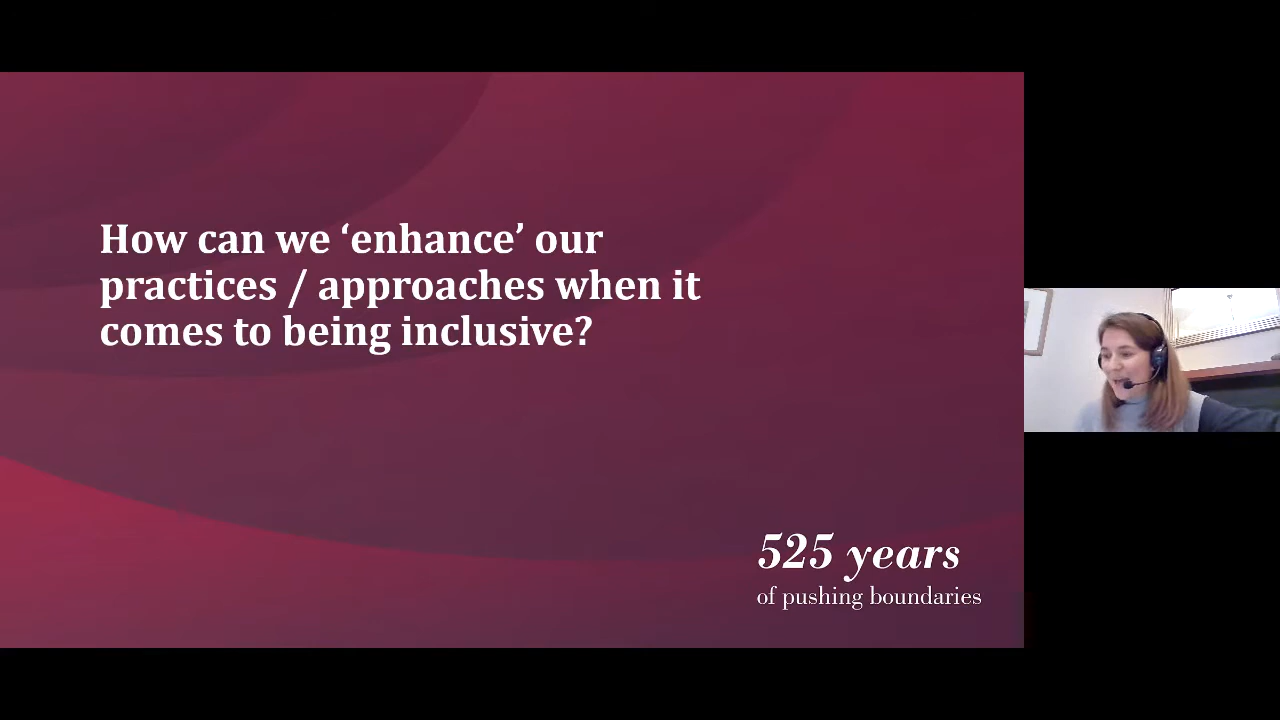 How can we ‘enhance’ our
practices / approaches when it
comes to being inclusive?
525 years
of pushing boundaries